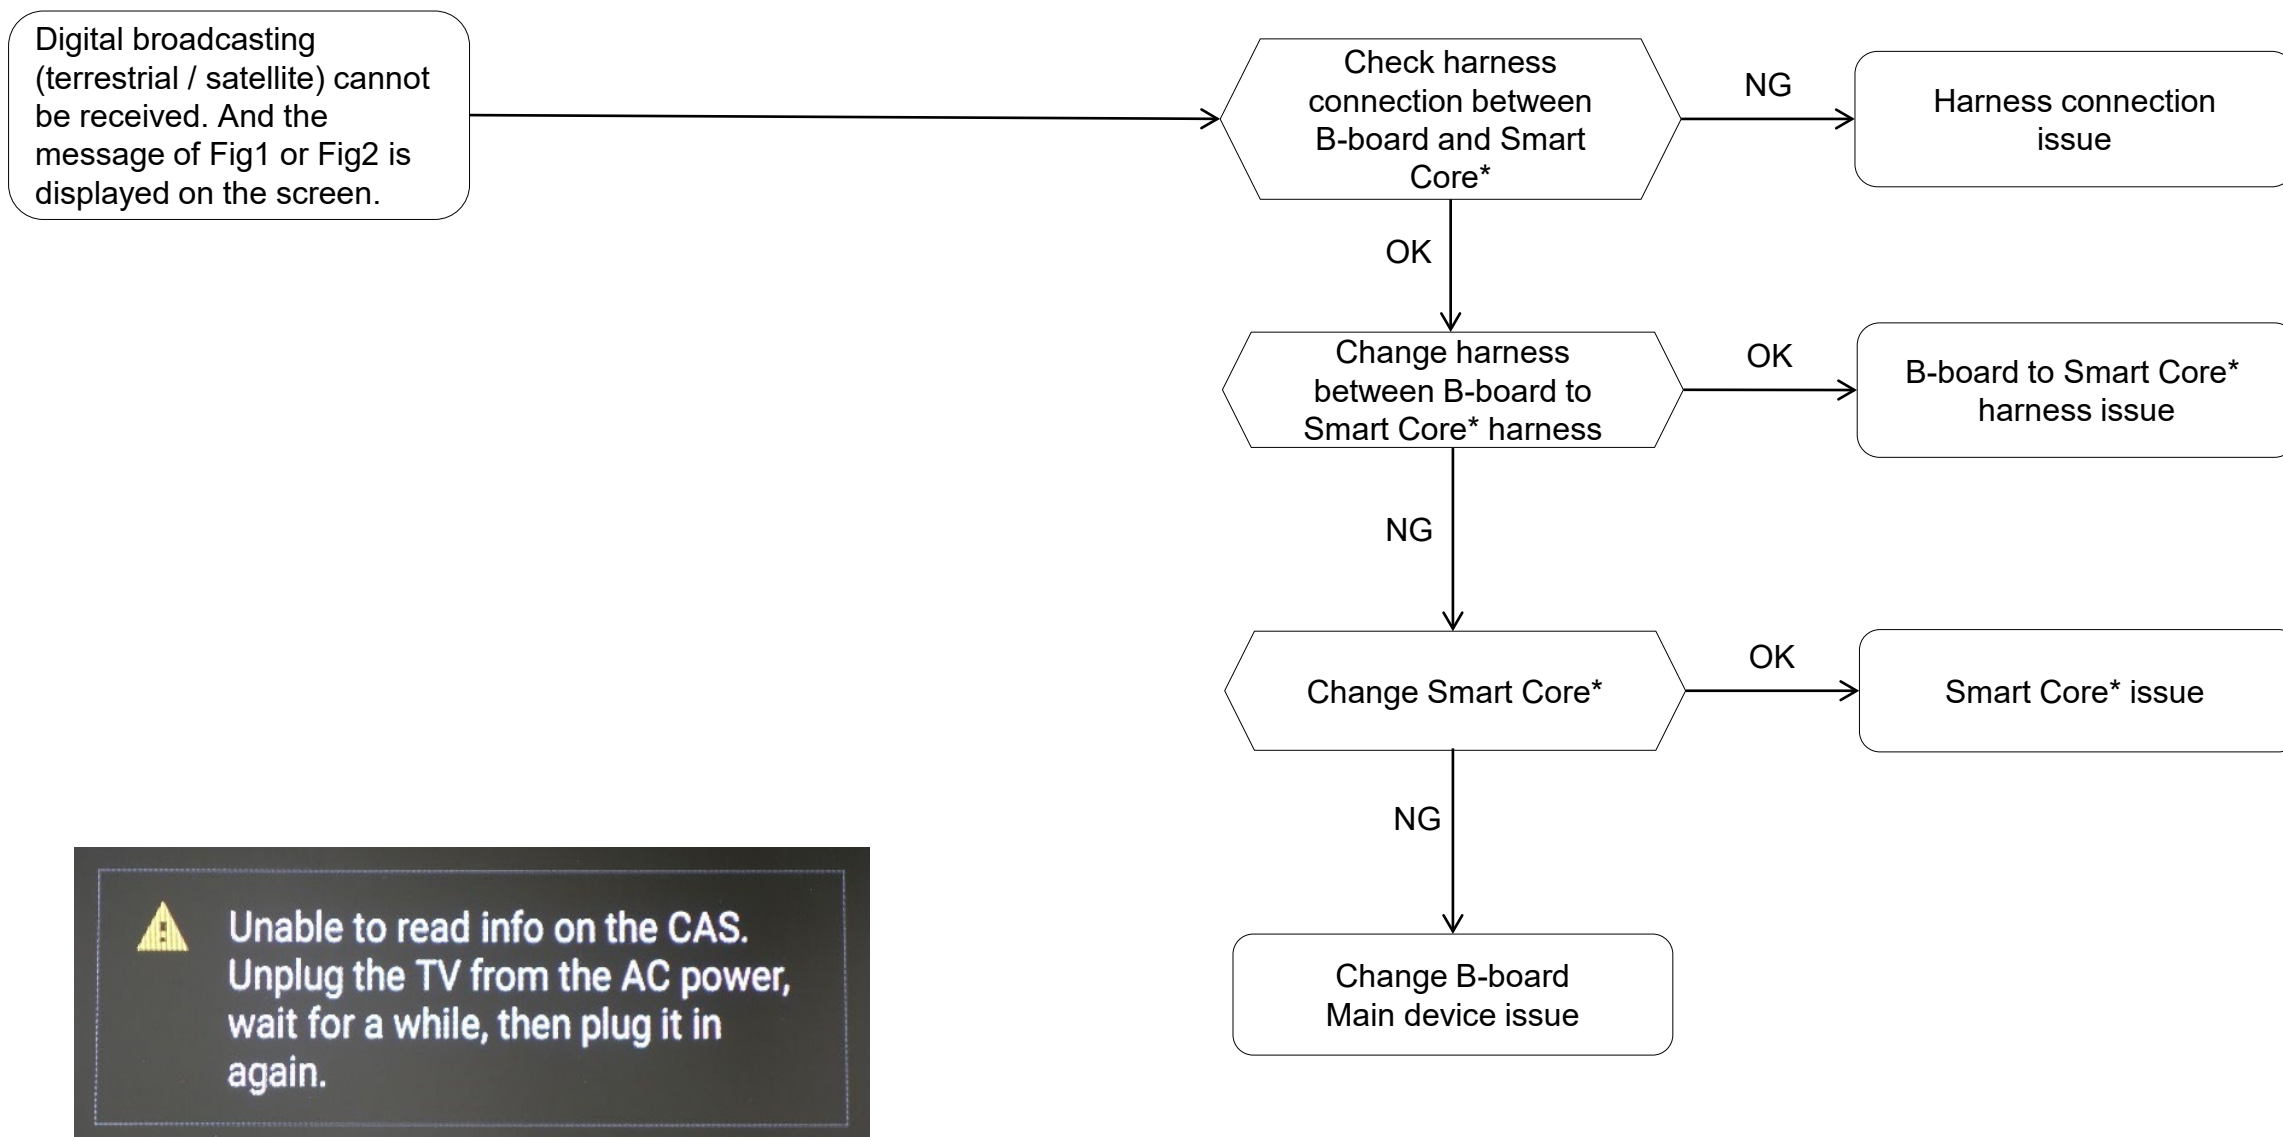 Digital broadcasting
(terrestrial / satellite) cannot
be received. And the
message of Fig1 or Fig2 is
displayed on the screen.
Check harness
connection between
B-board and Smart
Core*
NG
Harness connection
issue
OK
Change harness
between B-board to
Smart Core* harness
OK
B-board to Smart Core*
harness issue
NG
Change Smart Core*
OK
Smart Core* issue
NG
Change B-board
Main device issue
Unable to read info on the CAS.
Unplug the TV from the AC power,
wait for a while, then plug it in
again.